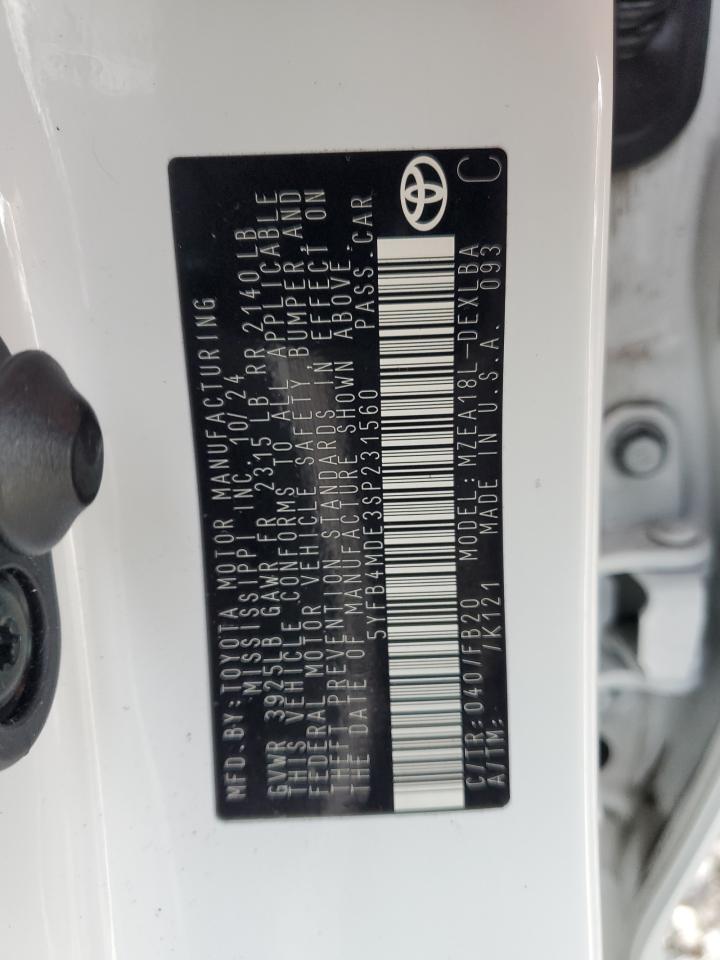 MFD.BY:TOYOTA MOTOR MANUFACTURING
MISSISSIPPI INC. 10/24
GVWR 3925LB GAWR FR 2315 LB RR 2140LB
THIS VEHICLE CONFORMS TO ALL APPLICABLE
FEDERAL MOTOR VEHICLE SAFETY, BUMPER, AND
THEFT PREVENTION STANDARDS IN EFFECT ON
THE DATE OF MANUFACTURE SHOWN ABOVE.
5YFB4MDE3SP231560 PASS.CAR
C/TR:040/FB20 MODEL:MZEA18L-DEXLBA
A/TM: /K121 MADE IN U.S.A. 093
C